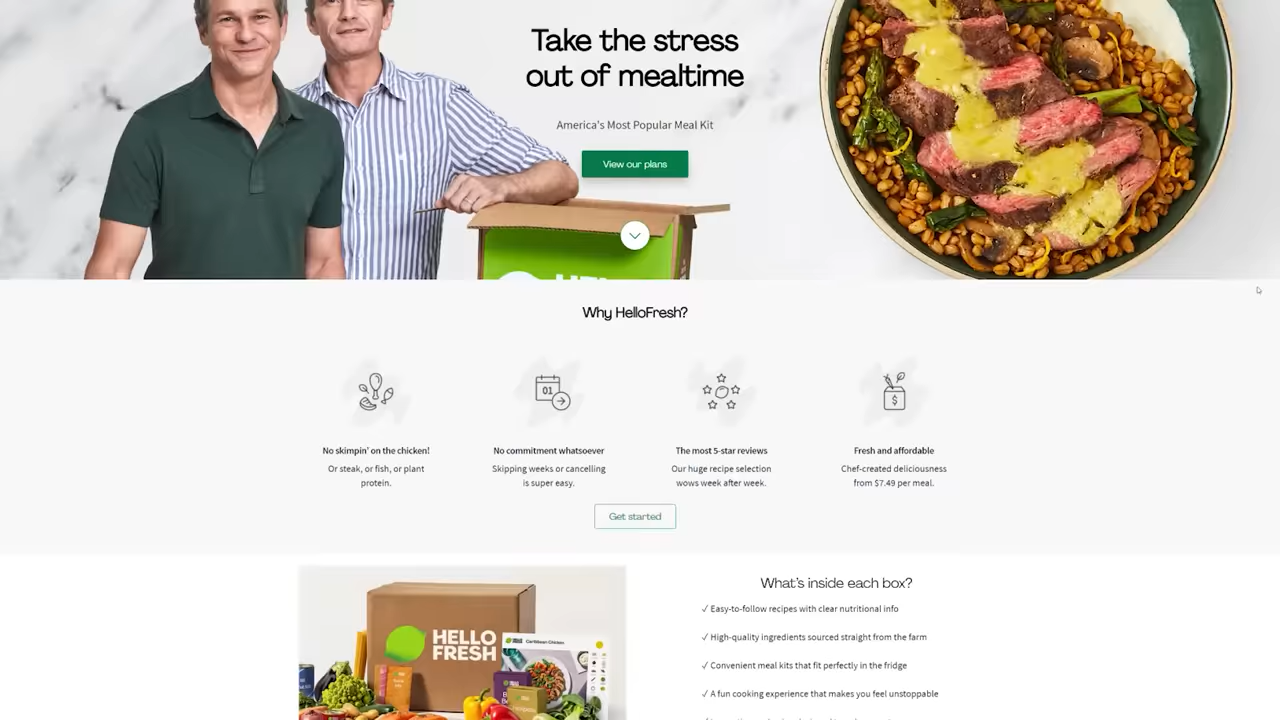 Take the stress
out of mealtime
America's Most Popular Meal Kit
View our plans
Why HelloFresh?
01
$
No skimpin' on the chicken!
Or steak, or fish, or plant
protein.
No commitment whatsoever
Skipping weeks or cancelling
is super easy.
The most 5-star reviews
Our huge recipe selection
wows week after week.
Fresh and affordable
Chef-created deliciousness
from $7.49 per meal.
Get started
HELLO
FRESH
Caribbean Chicken
What's inside each box?
✓ Easy-to-follow recipes with clear nutritional info
✓ High-quality ingredients sourced straight from the farm
✓ Convenient meal kits that fit perfectly in the fridge
✓ A fun cooking experience that makes you feel unstoppable